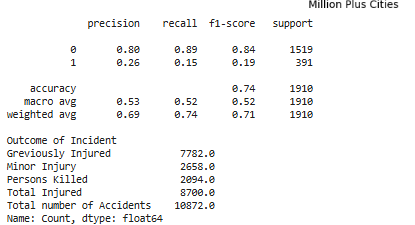 Million Plus Cities
precision recall f1-score support
0 0.80 0.89 0.84 1519
1 0.26 0.15 0.19 391
accuracy 0.74 1910
macro avg 0.53 0.52 0.52 1910
weighted avg 0.69 0.74 0.71 1910
Outcome of Incident
Greviously Injured 7782.0
Minor Injury 2658.0
Persons Killed 2094.0
Total Injured 8700.0
Total number of Accidents 10872.0
Name: Count, dtype: float64